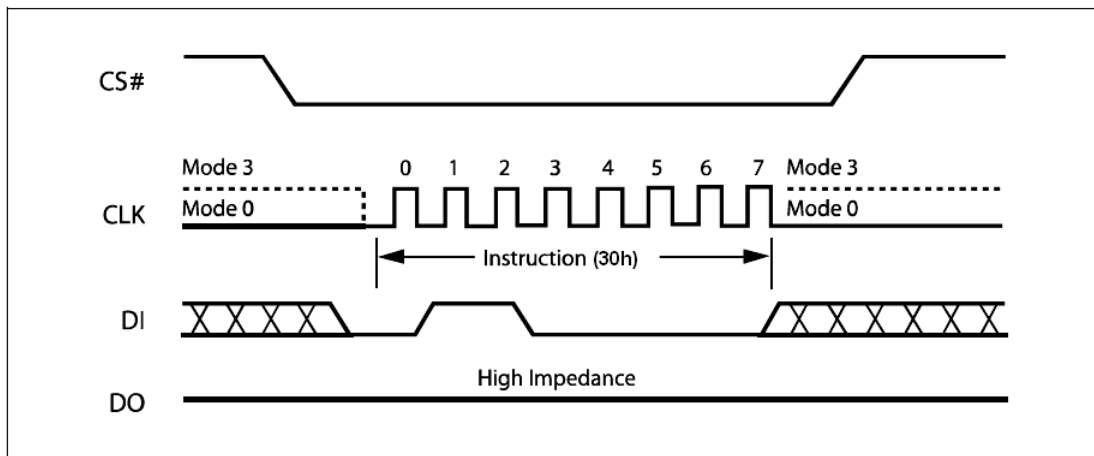 CS#
Mode 3 0 1 2 3 4 5 6 7 Mode 3
CLK Mode 0 Mode 0
Instruction (30h)
DI
High Impedance
DO